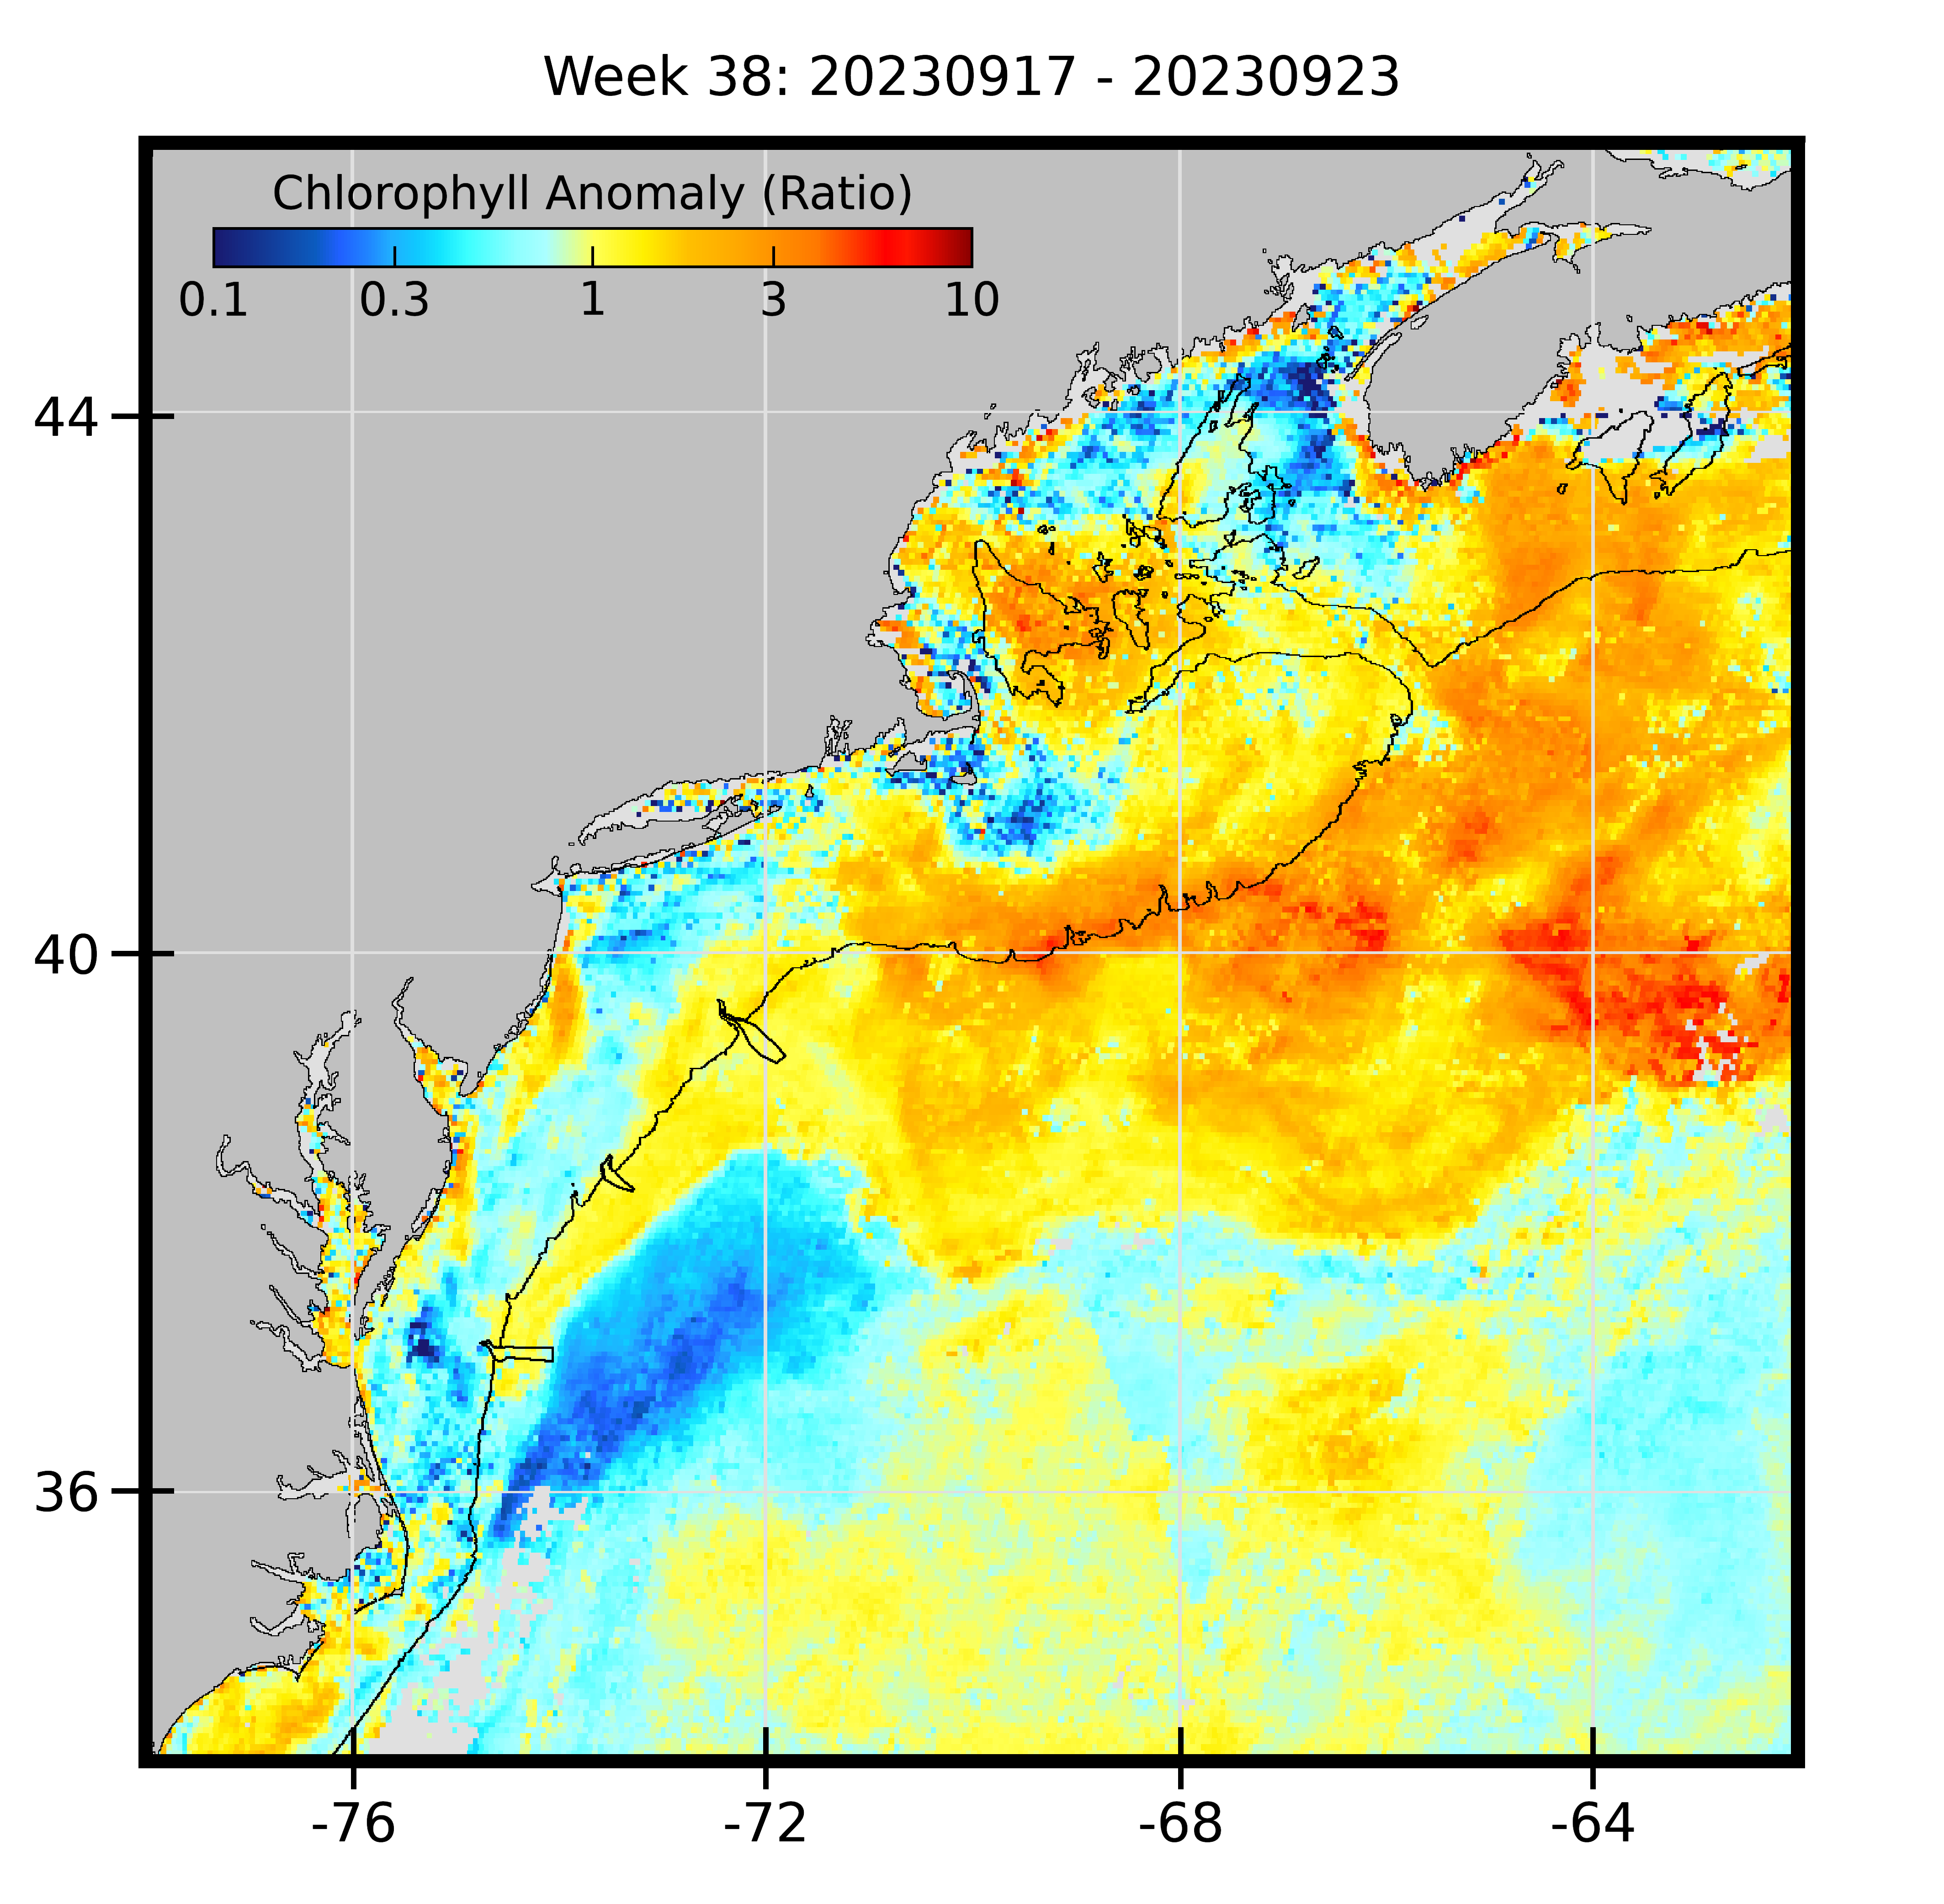 Week 38: 20230917 - 20230923
Chlorophyll Anomaly (Ratio)
0.1 0.3 1 3 10
44
40
36
-76 -72 -68 -64